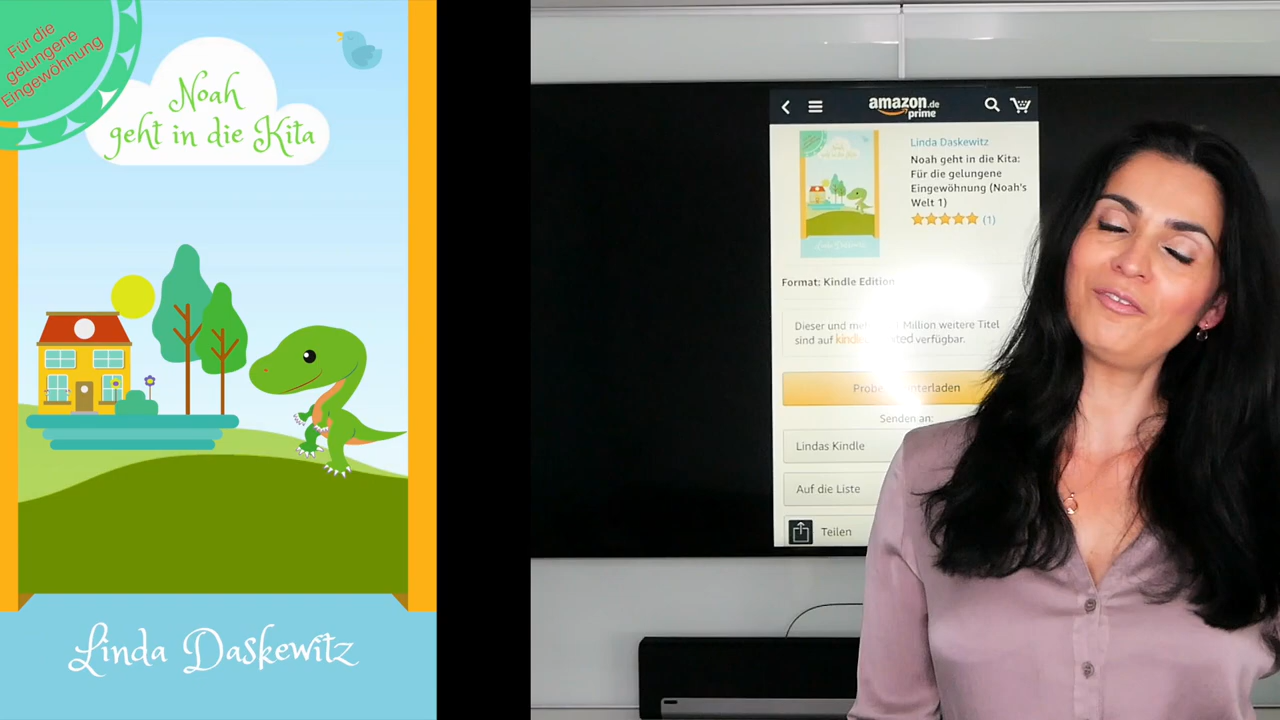 Für die
gelungene
Eingewöhnung
Noah
geht in die Kita
Linda Daskewitz
amazon.de
prime
Linda Daskewitz
Noah geht in die Kita:
Für die gelungene
Eingewöhnung (Noah's
Welt 1)
(1)
Format: Kindle Edition
Dieser und Million weitere Titel
sind auf verfügbar.
Senden an:
Lindas Kindle
Auf die Liste
Teilen